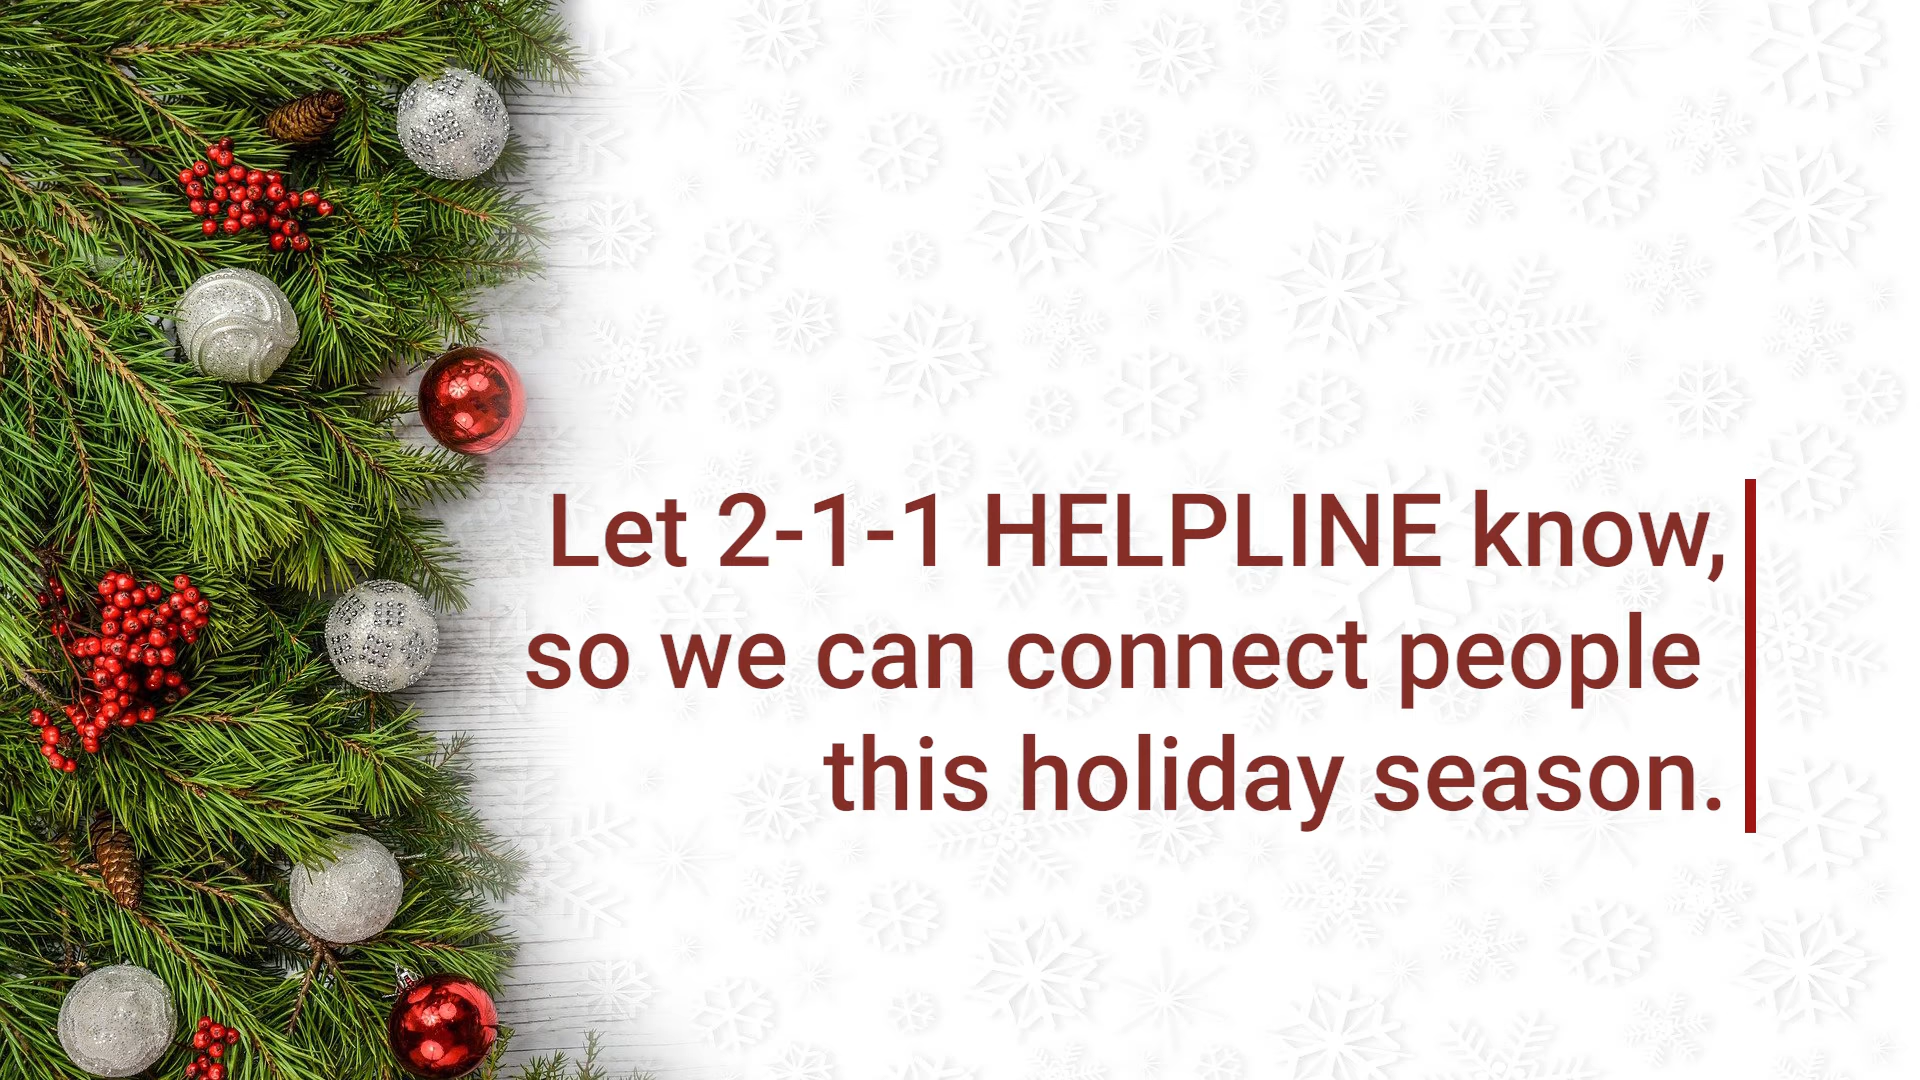 Let 2-1-1 HELPLINE know,
so we can connect people
this holiday season.